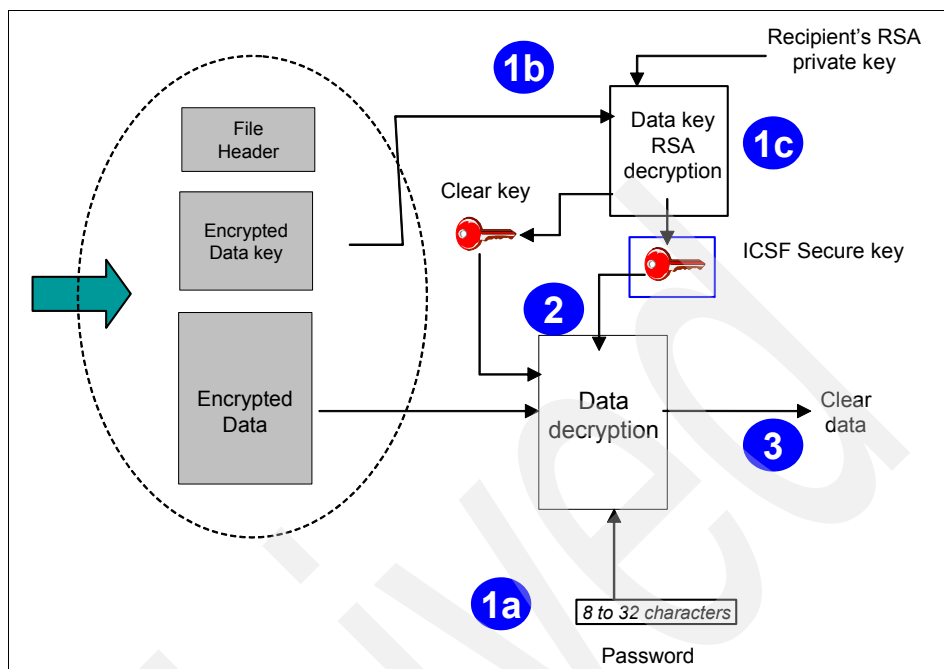 Recipient's RSA
private key
1b
File
Header
Data key
RSA
decryption
1c
Clear key
Encrypted
Data key
ICSF Secure key
2
Encrypted
Data
Data
decryption
Clear
data
3
1a
8 to 32 characters
Password